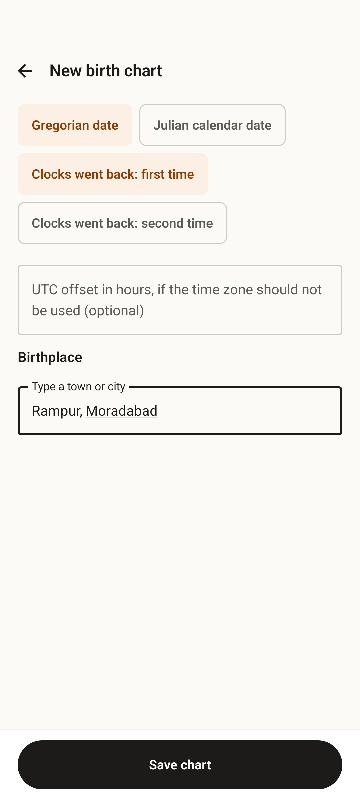 New birth chart
Gregorian date
Julian calendar date
Clocks went back: first time
Clocks went back: second time
UTC offset in hours, if the time zone should not
be used (optional)
Birthplace
Type a town or city
Rampur, Moradabad
Save chart